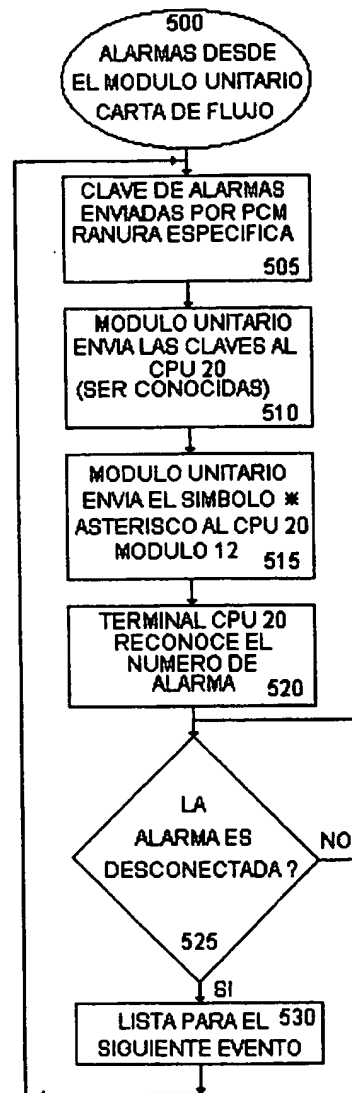 500
ALARMAS DESDE
EL MODULO UNITARIO
CARTA DE FLUJO
CLAVE DE ALARMAS
ENVIADAS POR PCM
RANURA ESPECIFICA
505
MODULO UNITARIO
ENVIA LAS CLAVES AL
CPU 20
(SER CONOCIDAS)
510
MODULO UNITARIO
ENVIA EL SIMBOLO *
ASTERISCO AL CPU 20
MODULO 12
515
TERMINAL CPU 20
RECONOCE EL
NUMERO DE
ALARMA 520
LA
ALARMA ES
DESCONECTADA ?
NO
525
SI
LISTA PARA EL 530
SIGUIENTE EVENTO